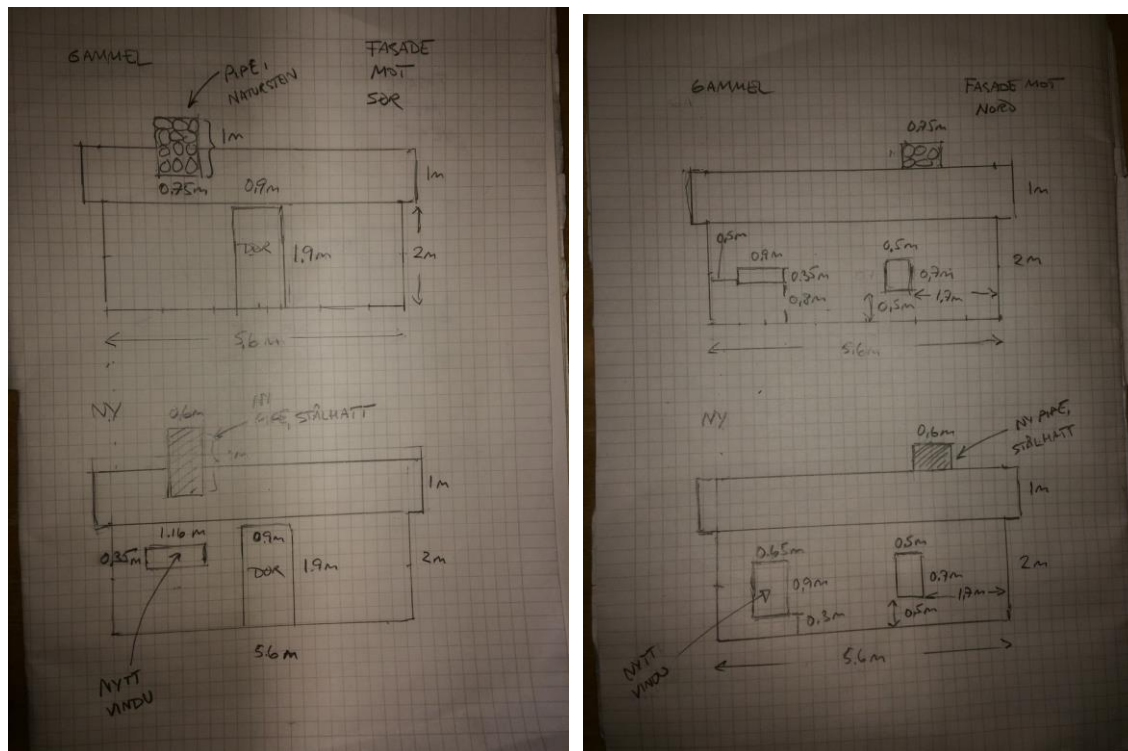 GAMMEL
PIPE,
NATURSTEIN
FASADE
MOT
SØR
1m
0.75m
0.9m
1m
DØR
1.9m
2m
5,6m
NY
0,6m
NY
PIPE, STÅLHATT
1m
1m
1.16 m
0,35m
0.9m
DØR
1.9m
2m
5.6m
NYTT
VINDU
GAMMEL
FASADE MOT
NORD
0.75m
1m
0,5m
0.9m
0.35m
0,8m
0.5m
0,7m
0,5m
1,7m
2m
5.6m
NY
0,6m
NY PIPE,
STÅLHATT
1m
0.65m
0,9m
0.3m
0.5m
0.7m
0,5m
1,7m
2m
5.6m
NYTT
VINDU